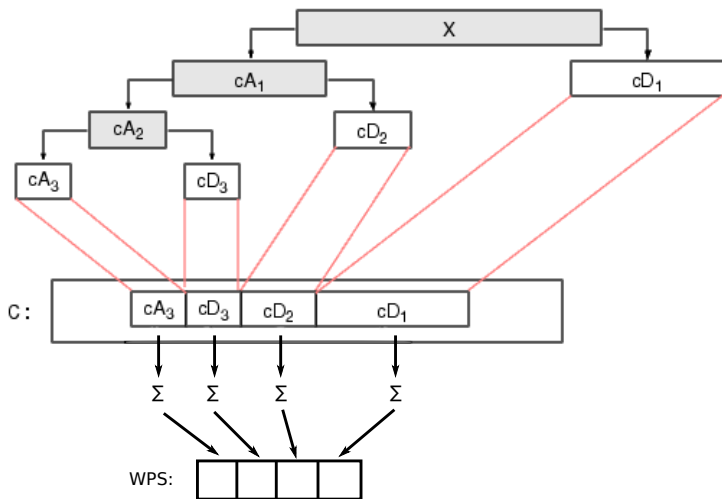 X
cA₁
cD₁
cA₂
cD₂
cA₃
cD₃
C: cA₃ cD₃ cD₂ cD₁
Σ Σ Σ Σ
WPS: